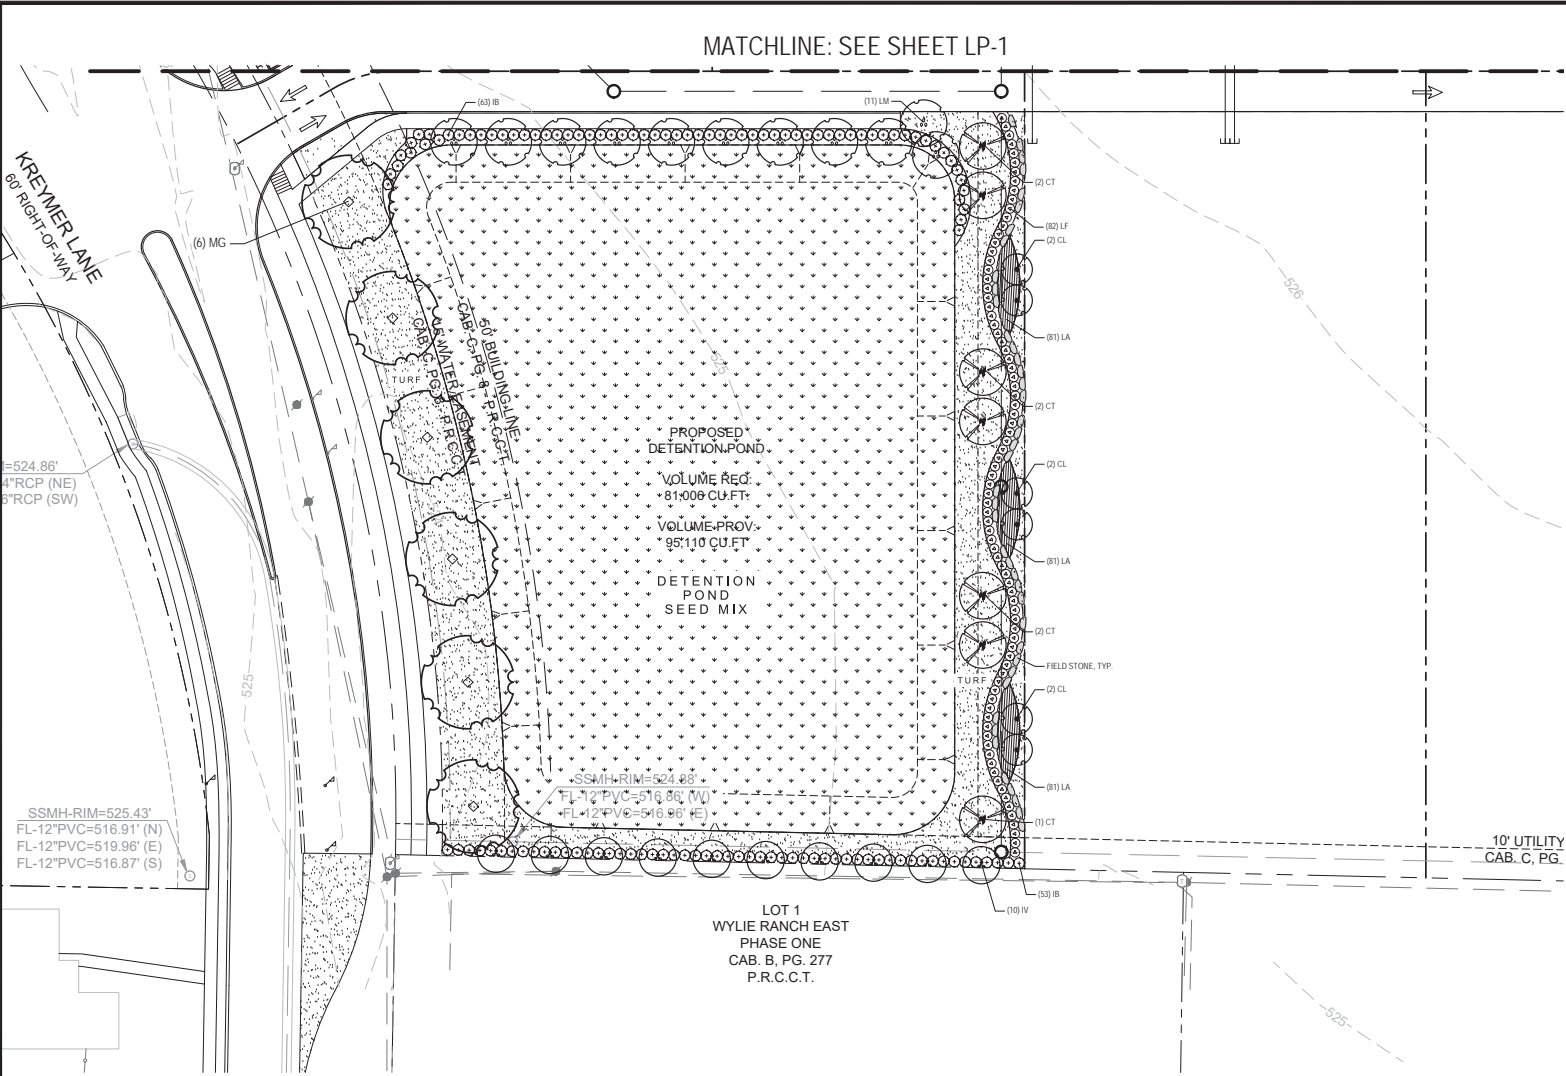 MATCHLINE: SEE SHEET LP-1
(63) IB
(11) LM
KREYMER LANE
60' RIGHT-OF-WAY
(6) MG
(2) CT
(82) LF
(2) CL
526
(81) LA
50' BUILDING LINE
CAB. C, PG. 8, P.R.C.C.T.
15' WATER EASEMENT
CAB. C, PG. 8, P.R.C.C.T.
525
TURF
(2) CT
PROPOSED
DETENTION POND
VOLUME REQ:
81,006 CU.FT.
VOLUME PROV:
95,110 CU.FT
DETENTION
POND
SEED MIX
=524.86'
4"RCP (NE)
6"RCP (SW)
(2) CL
(81) LA
(2) CT
FIELD STONE, TYP.
TURF
(2) CL
525
(81) LA
SSMH-RIM=524.88'
FL-12"PVC=516.86' (W)
FL-12"PVC=516.96' (E)
SSMH-RIM=525.43'
FL-12"PVC=516.91' (N)
FL-12"PVC=519.96' (E)
FL-12"PVC=516.87' (S)
(1) CT
10' UTILITY
CAB. C, PG.
(53) IB
(10) IV
LOT 1
WYLIE RANCH EAST
PHASE ONE
CAB. B, PG. 277
P.R.C.C.T.
525